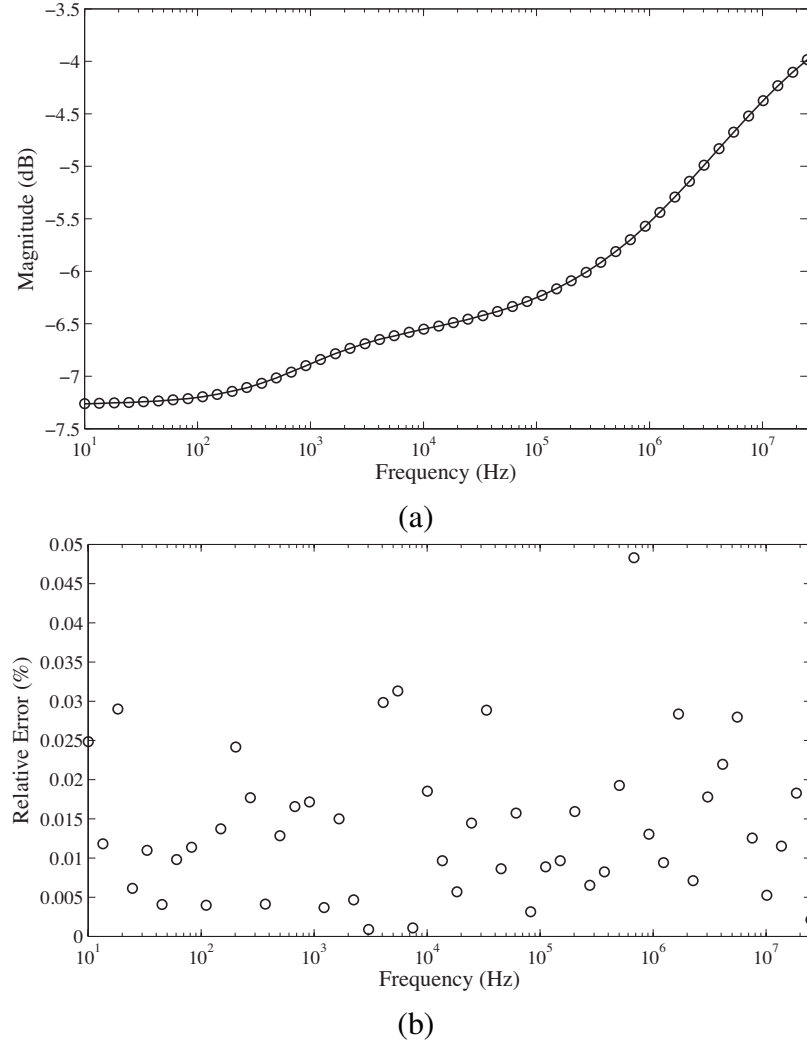 −3.5
−4
−4.5
−5
−5.5
−6
−6.5
−7
−7.5
Magnitude (dB)
10^1 10^2 10^3 10^4 10^5 10^6 10^7
Frequency (Hz)
(a)
0.05
0.045
0.04
0.035
0.03
0.025
0.02
0.015
0.01
0.005
0
Relative Error (%)
10^1 10^2 10^3 10^4 10^5 10^6 10^7
Frequency (Hz)
(b)